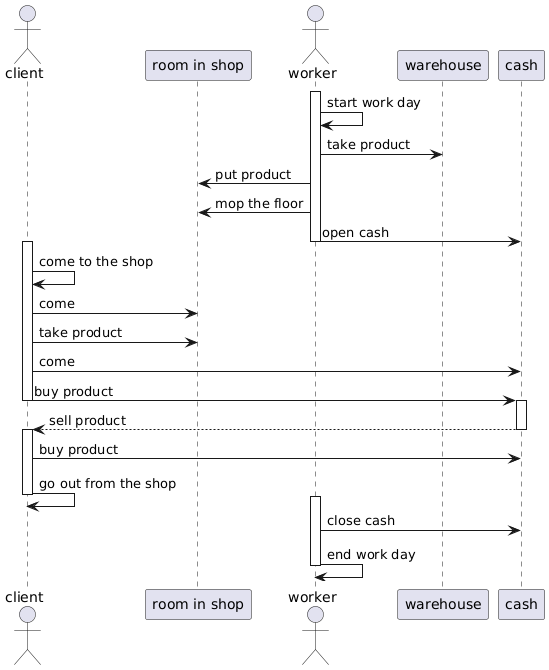 client
room in shop
worker
warehouse
cash
start work day
take product
put product
mop the floor
open cash
come to the shop
come
take product
come
buy product
sell product
buy product
go out from the shop
close cash
end work day
client
room in shop
worker
warehouse
cash